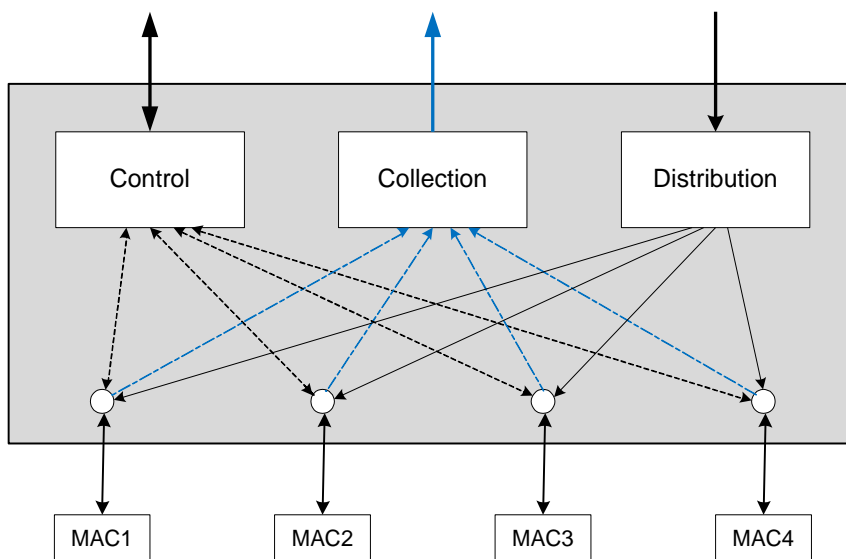 Control
Collection
Distribution
MAC1
MAC2
MAC3
MAC4